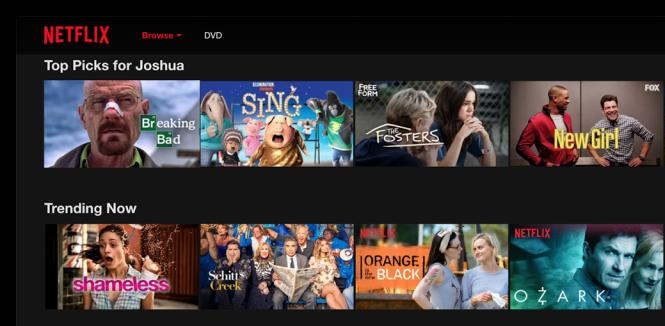 NETFLIX Browse DVD
Top Picks for Joshua
Breaking
Bad
SING
FREE
FORM
THE
FOSTERS
FOX
New Girl
Trending Now
shameless
Schitt's
Creek
NETFLIX
ORANGE
IS THE NEW
BLACK
NETFLIX
OZARK